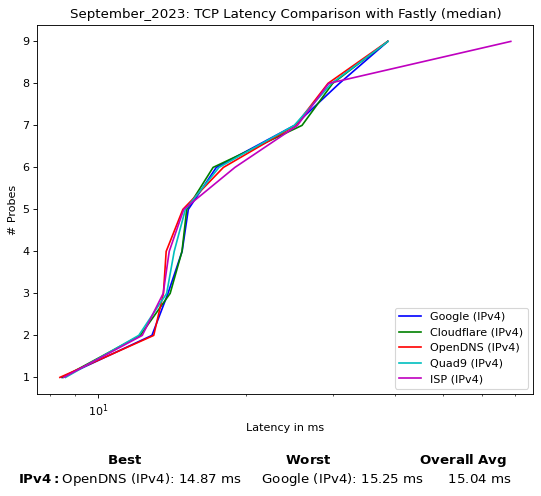 September_2023: TCP Latency Comparison with Fastly (median)
9
8
7
6
5
4
3
2
1
# Probes
Google (IPv4)
Cloudflare (IPv4)
OpenDNS (IPv4)
Quad9 (IPv4)
ISP (IPv4)
10¹
Latency in ms
Best Worst Overall Avg
IPv4: OpenDNS (IPv4): 14.87 ms Google (IPv4): 15.25 ms 15.04 ms